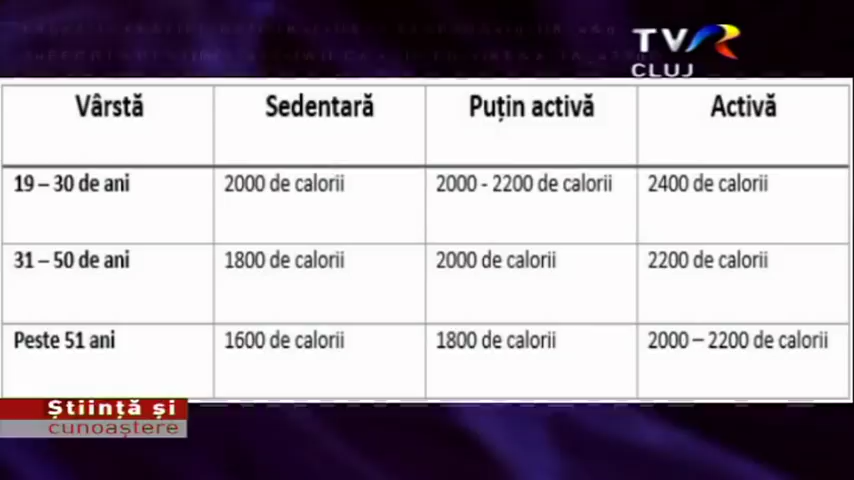 TVR
CLUJ
Vârstă Sedentară Puțin activă Activă
19 – 30 de ani 2000 de calorii 2000 - 2200 de calorii 2400 de calorii
31 – 50 de ani 1800 de calorii 2000 de calorii 2200 de calorii
Peste 51 ani 1600 de calorii 1800 de calorii 2000 – 2200 de calorii
Știință și
cunoaștere